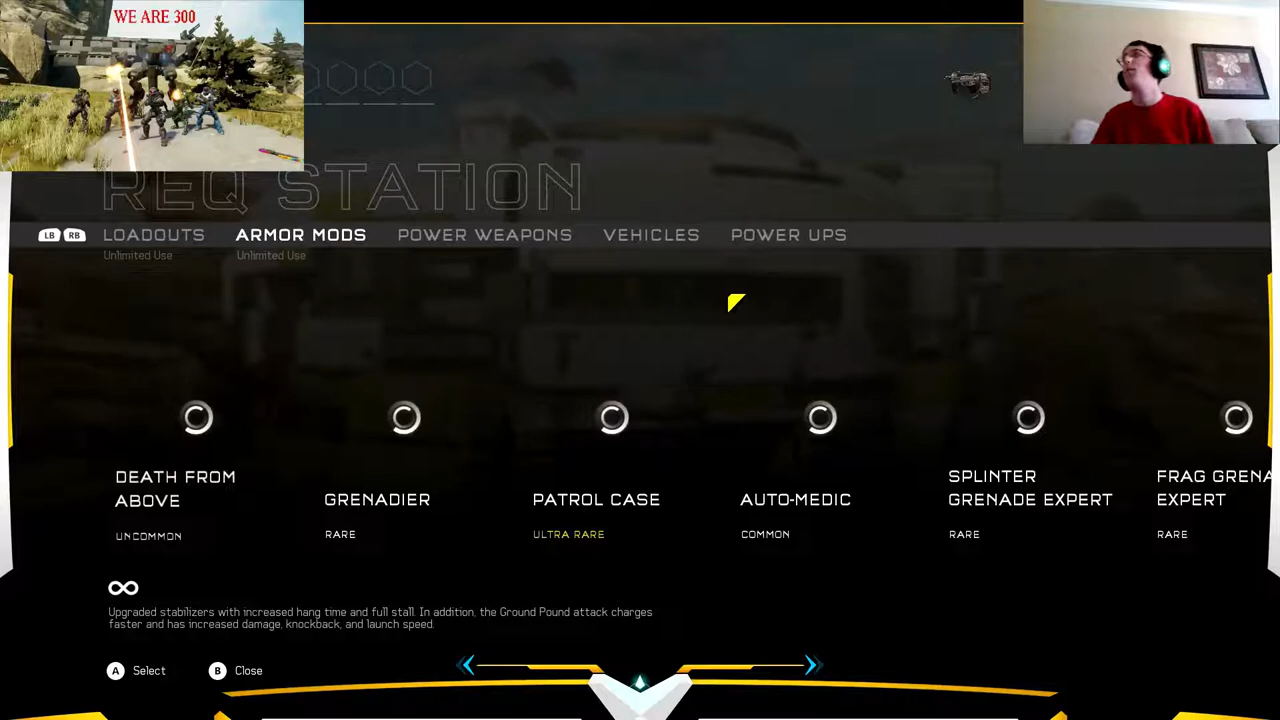 WE ARE 300
REQ STATION
LB RB LOADOUTS ARMOR MODS POWER WEAPONS VEHICLES POWER UPS
Unlimited Use Unlimited Use
DEATH FROM
ABOVE
UNCOMMON
GRENADIER
RARE
PATROL CASE
ULTRA RARE
AUTO-MEDIC
COMMON
SPLINTER
GRENADE EXPERT
RARE
FRAG GRENA
EXPERT
RARE
Upgraded stabilizers with increased hang time and full stall. In addition, the Ground Pound attack charges
faster and has increased damage, knockback, and launch speed.
A Select B Close